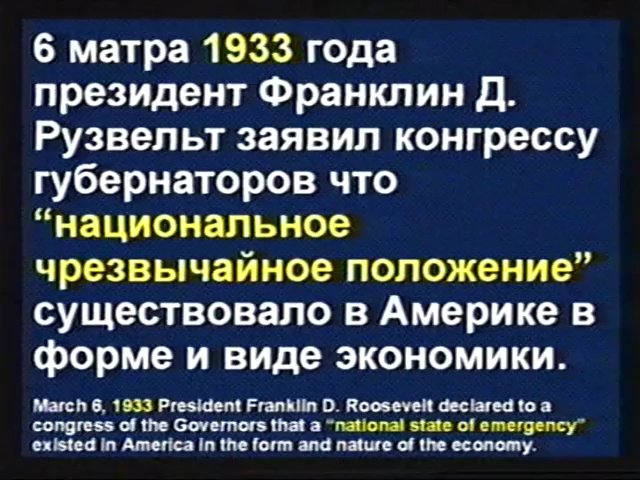 6 матра 1933 года
президент Франклин Д.
Рузвельт заявил конгрессу
губернаторов что
“национальное
чрезвычайное положение”
существовало в Америке в
форме и виде экономики.
March 6, 1933 President Franklin D. Roosevelt declared to a
congress of the Governors that a “national state of emergency”
existed in America in the form and nature of the economy.